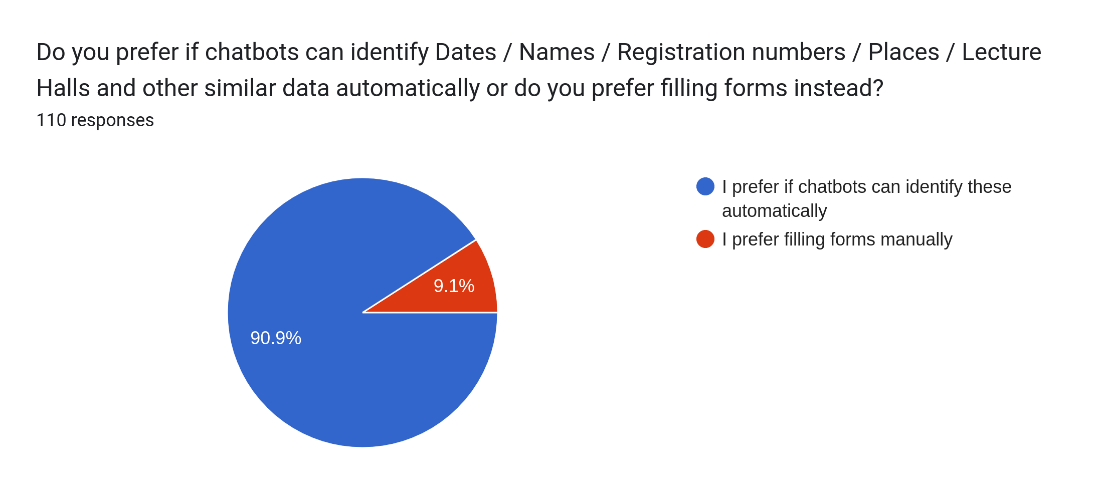 Do you prefer if chatbots can identify Dates / Names / Registration numbers / Places / Lecture
Halls and other similar data automatically or do you prefer filling forms instead?
110 responses
I prefer if chatbots can identify these
automatically
I prefer filling forms manually
9.1%
90.9%